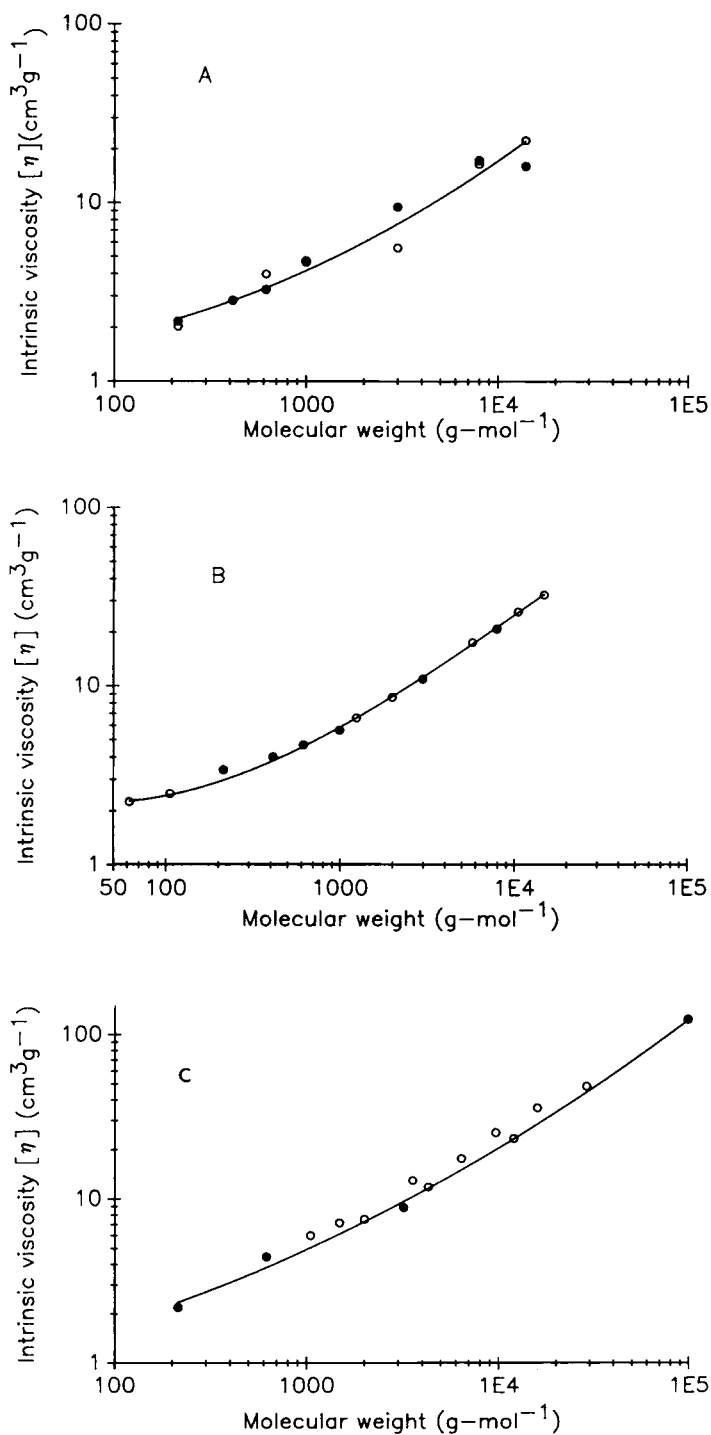 100
A
10
1
100
1000
1E4
1E5
Intrinsic viscosity [η](cm³g⁻¹)
Molecular weight (g−mol⁻¹)
100
B
10
1
50
100
1000
1E4
1E5
Intrinsic viscosity [η] (cm³g⁻¹)
Molecular weight (g−mol⁻¹)
100
C
10
1
100
1000
1E4
1E5
Intrinsic viscosity [η] (cm³g⁻¹)
Molecular weight (g−mol⁻¹)